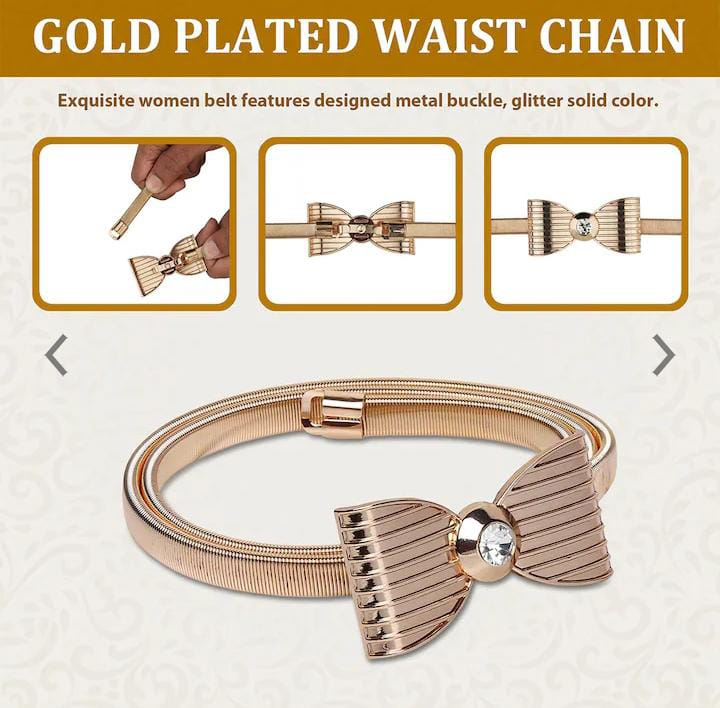 GOLD PLATED WAIST CHAIN
Exquisite women belt features designed metal buckle, glitter solid color.